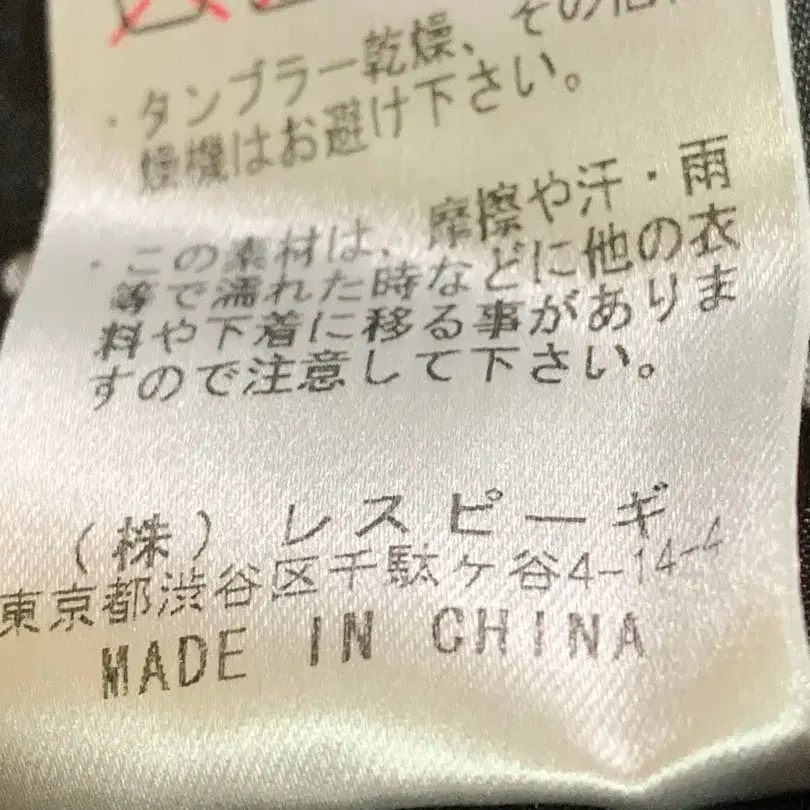 ・タンブラー乾燥、その他
燥機はお避け下さい。
・この素材は、摩擦や汗・雨
等で濡れた時などに他の衣
料や下着に移る事がありま
すので注意して下さい。
(株) レスピーギ
東京都渋谷区千駄ヶ谷4-14-4
MADE IN CHINA